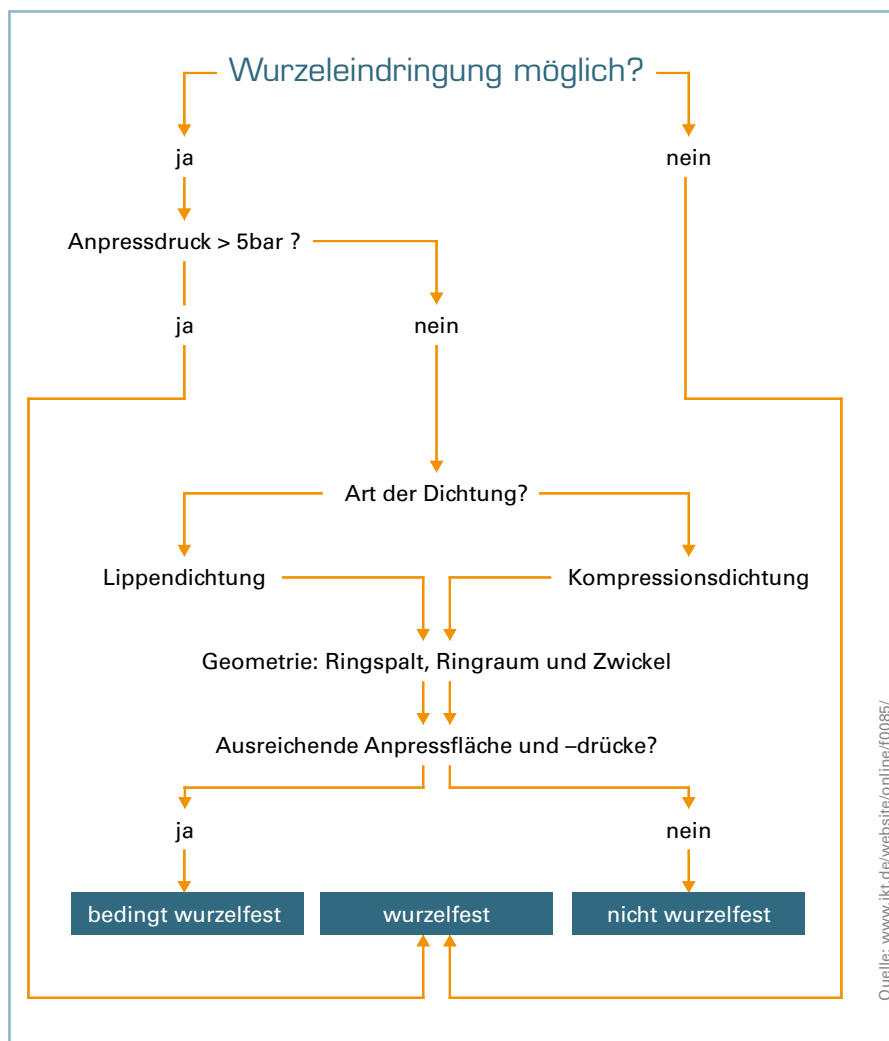 Wurzeleindringung möglich?
ja
nein
Anpressdruck > 5bar ?
ja
nein
Art der Dichtung?
Lippendichtung
Kompressionsdichtung
Geometrie: Ringspalt, Ringraum und Zwickel
Ausreichende Anpressfläche und –drücke?
ja
nein
bedingt wurzelfest
wurzelfest
nicht wurzelfest
Quelle: www.ikt.de/website/online/f0085/